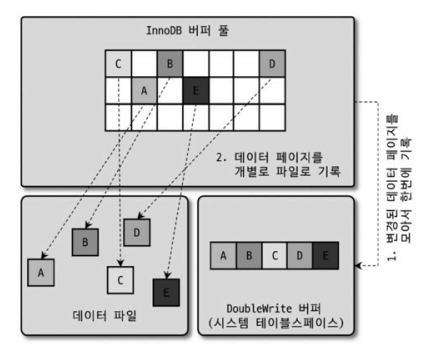 InnoDB 버퍼 풀
C
B
D
A
E
2. 데이터 페이지를
개별로 파일로 기록
1. 변경된 데이터 페이지를
모아서 한번에 기록
A
B
D
C
E
데이터 파일
A B C D E
DoubleWrite 버퍼
(시스템 테이블스페이스)